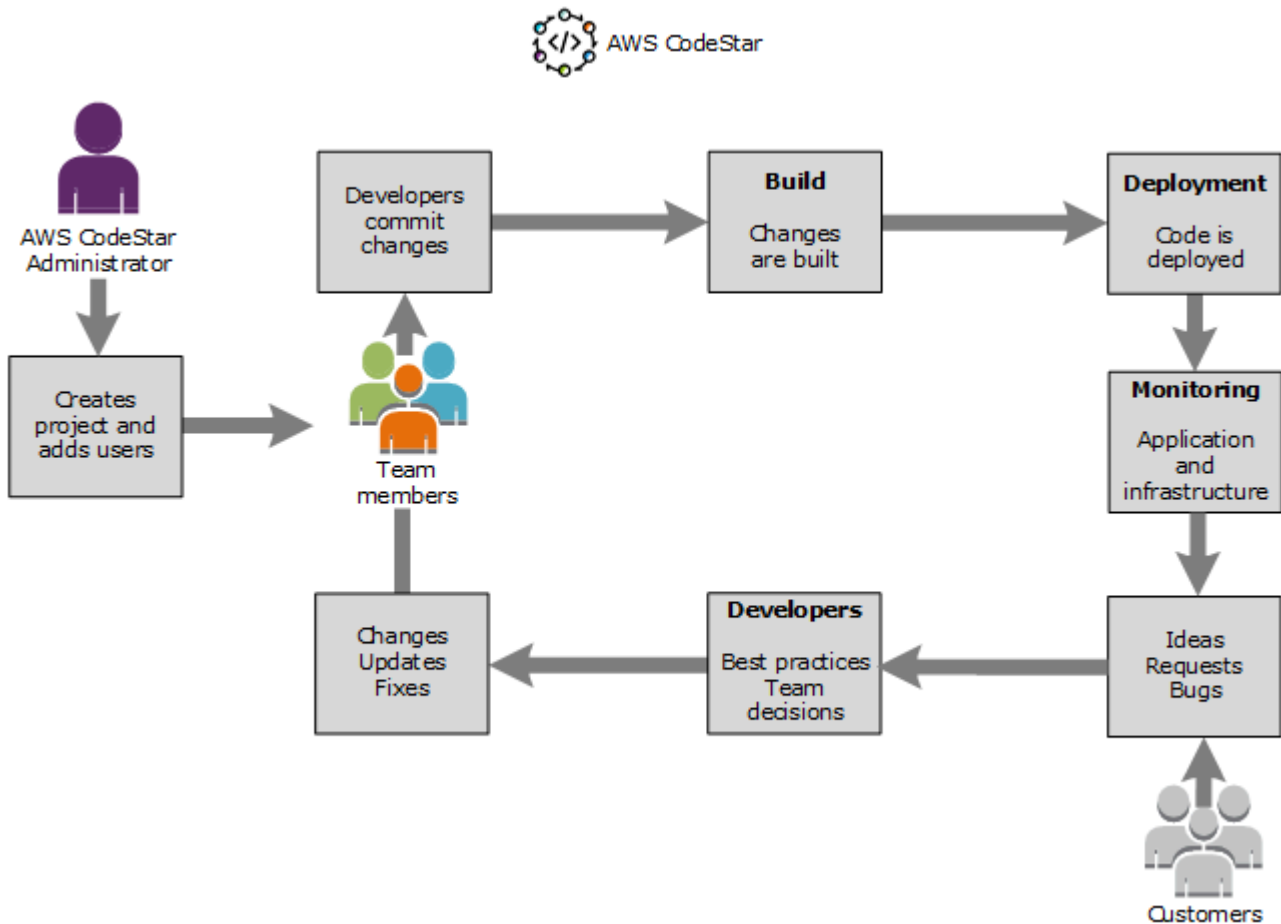 AWS CodeStar
AWS CodeStar
Administrator
Creates
project and
adds users
Team
members
Developers
commit
changes
Build
Changes
are built
Deployment
Code is
deployed
Monitoring
Application
and
infrastructure
Ideas
Requests
Bugs
Customers
Developers
Best practices
Team
decisions
Changes
Updates
Fixes